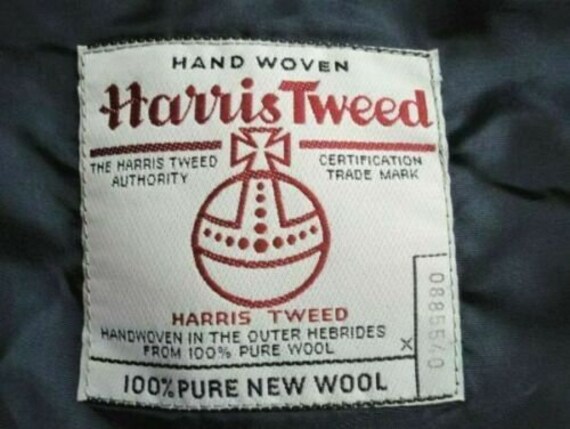 HAND WOVEN
Harris Tweed
THE HARRIS TWEED
AUTHORITY
CERTIFICATION
TRADE MARK
HARRIS TWEED
HANDWOVEN IN THE OUTER HEBRIDES
FROM 100% PURE WOOL
X
100% PURE NEW WOOL